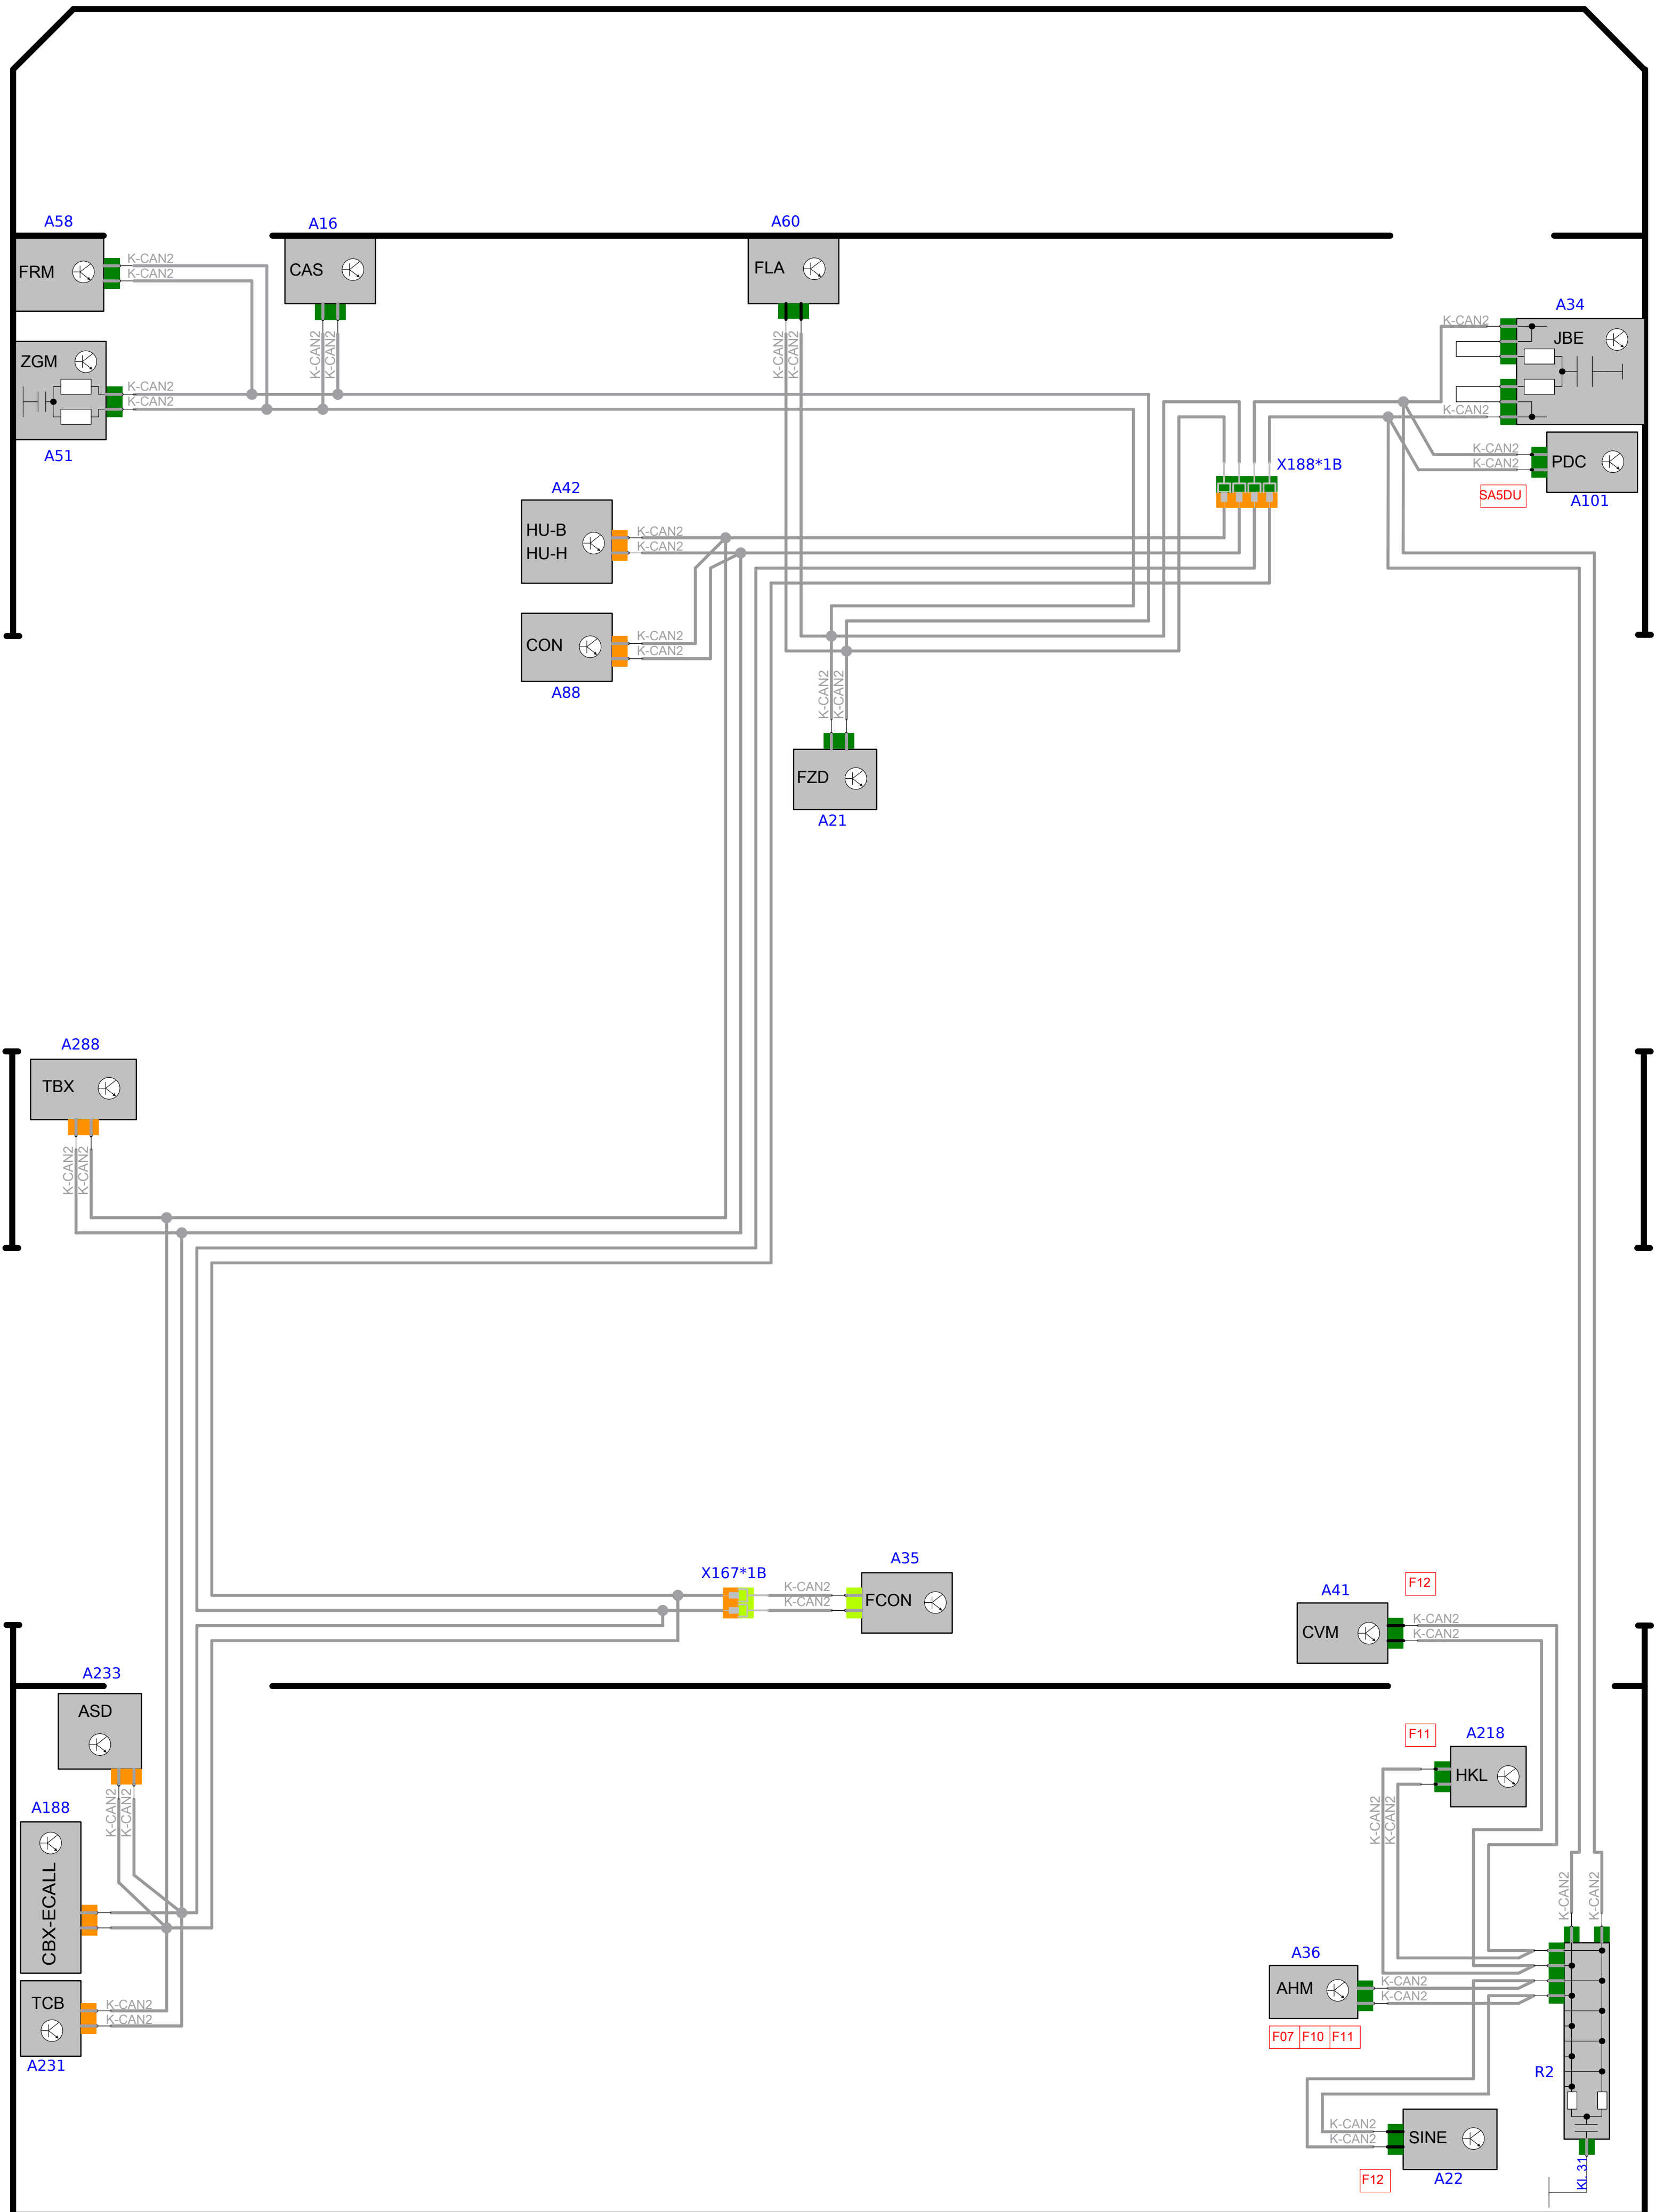 A58
A16
A60
FRM
K-CAN2
K-CAN2
CAS
FLA
K-CAN2
K-CAN2
K-CAN2
K-CAN2
A34
K-CAN2
JBE
K-CAN2
ZGM
K-CAN2
K-CAN2
A51
K-CAN2
K-CAN2
PDC
SA5DU
A101
X188*1B
A42
HU-B
HU-H
K-CAN2
K-CAN2
CON
K-CAN2
K-CAN2
A88
K-CAN2
K-CAN2
FZD
A21
A288
TBX
K-CAN2
K-CAN2
X167*1B
K-CAN2
K-CAN2
A35
FCON
A41
F12
CVM
K-CAN2
K-CAN2
A233
ASD
K-CAN2
K-CAN2
F11
A218
HKL
K-CAN2
K-CAN2
A188
CBX-ECALL
K-CAN2
K-CAN2
A36
AHM
K-CAN2
K-CAN2
F07
F10
F11
TCB
K-CAN2
K-CAN2
A231
R2
K-CAN2
K-CAN2
SINE
F12
A22
Kl. 31